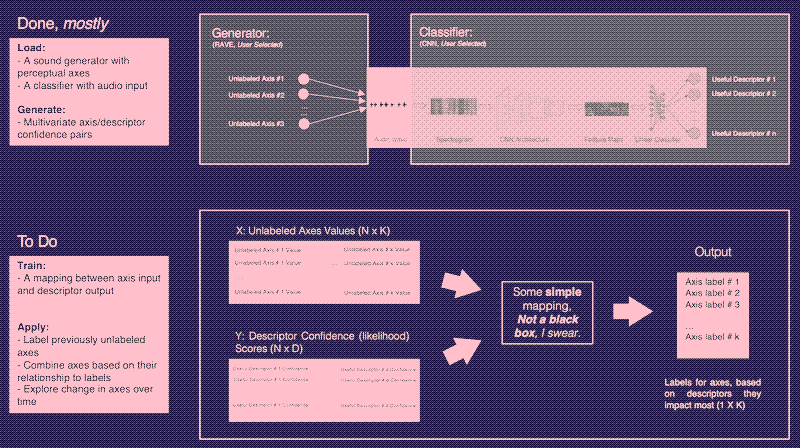 Done, mostly
Load:
- A sound generator with
perceptual axes
- A classifier with audio input
Generate:
- Multivariate axis/descriptor
confidence pairs
Generator:
(RAVE, User Selected)
Unlabeled Axis #1
Unlabeled Axis #2
...
Unlabeled Axis #3
Classifier:
(CNN, User Selected)
Audio
Spectrogram
CNN Architecture
Feature Maps
Linear Classifier
Useful Descriptor # 1
Useful Descriptor # 2
Useful Descriptor # n
To Do
Train:
- A mapping between axis input
and descriptor output
Apply:
- Label previously unlabeled
axes
- Combine axes based on their
relationship to labels
- Explore change in axes over
time
X: Unlabeled Axes Values (N x K)
Unlabeled Axis # 1 Value Unlabeled Axis # k Value
Unlabeled Axis # 1 Value ... Unlabeled Axis # k Value
...
Unlabeled Axis # 1 Value Unlabeled Axis # k Value
Y: Descriptor Confidence (likelihood)
Scores (N x D)
Useful Descriptor # 1 Confidence Useful Descriptor # D Confidence
Useful Descriptor # 1 Confidence Useful Descriptor # D Confidence
Useful Descriptor # 1 Confidence Useful Descriptor # D Confidence
Some simple
mapping,
Not a black
box, I swear.
Output
Axis label # 1
Axis label # 2
Axis label # 3
...
Axis label # k
Labels for axes, based
on descriptors they
impact most (1 X K)